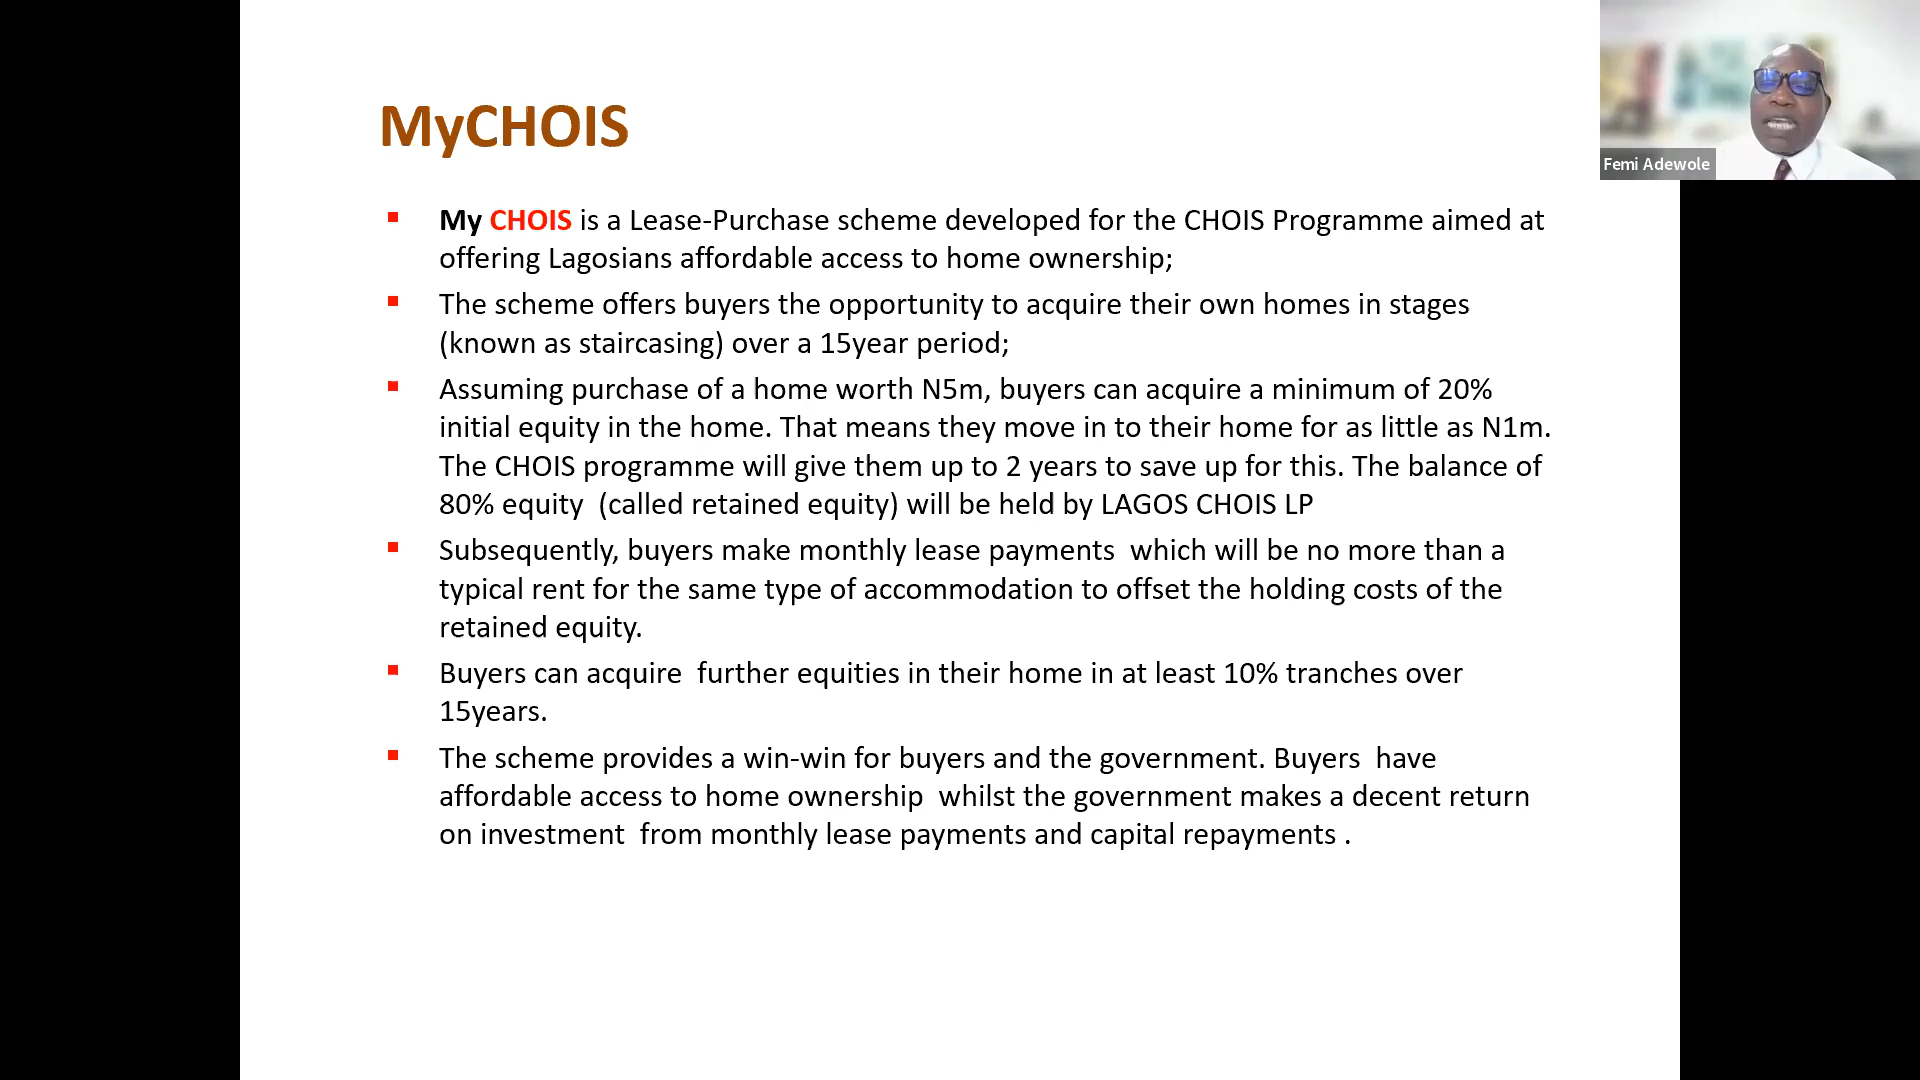 MyCHOIS
Femi Adewole
▪ My CHOIS is a Lease-Purchase scheme developed for the CHOIS Programme aimed at
offering Lagosians affordable access to home ownership;
▪ The scheme offers buyers the opportunity to acquire their own homes in stages
(known as staircasing) over a 15year period;
▪ Assuming purchase of a home worth N5m, buyers can acquire a minimum of 20%
initial equity in the home. That means they move in to their home for as little as N1m.
The CHOIS programme will give them up to 2 years to save up for this. The balance of
80% equity  (called retained equity) will be held by LAGOS CHOIS LP
▪ Subsequently, buyers make monthly lease payments  which will be no more than a
typical rent for the same type of accommodation to offset the holding costs of the
retained equity.
▪ Buyers can acquire  further equities in their home in at least 10% tranches over
15years.
▪ The scheme provides a win-win for buyers and the government. Buyers  have
affordable access to home ownership  whilst the government makes a decent return
on investment  from monthly lease payments and capital repayments .